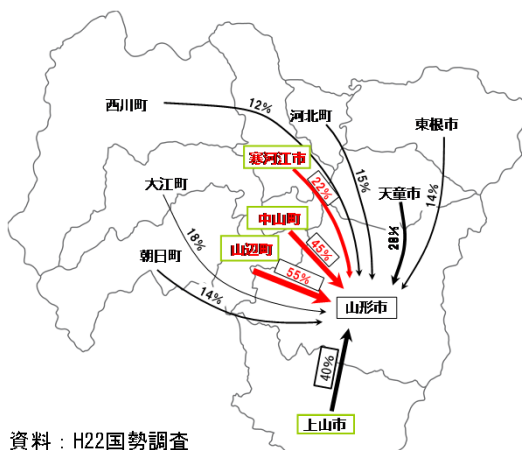 西川町
12%
河北町
東根市
寒河江市
22%
15%
14%
大江町
天童市
中山町
18%
45%
山辺町
朝日町
55%
14%
山形市
40%
上山市
資料：H22国勢調査